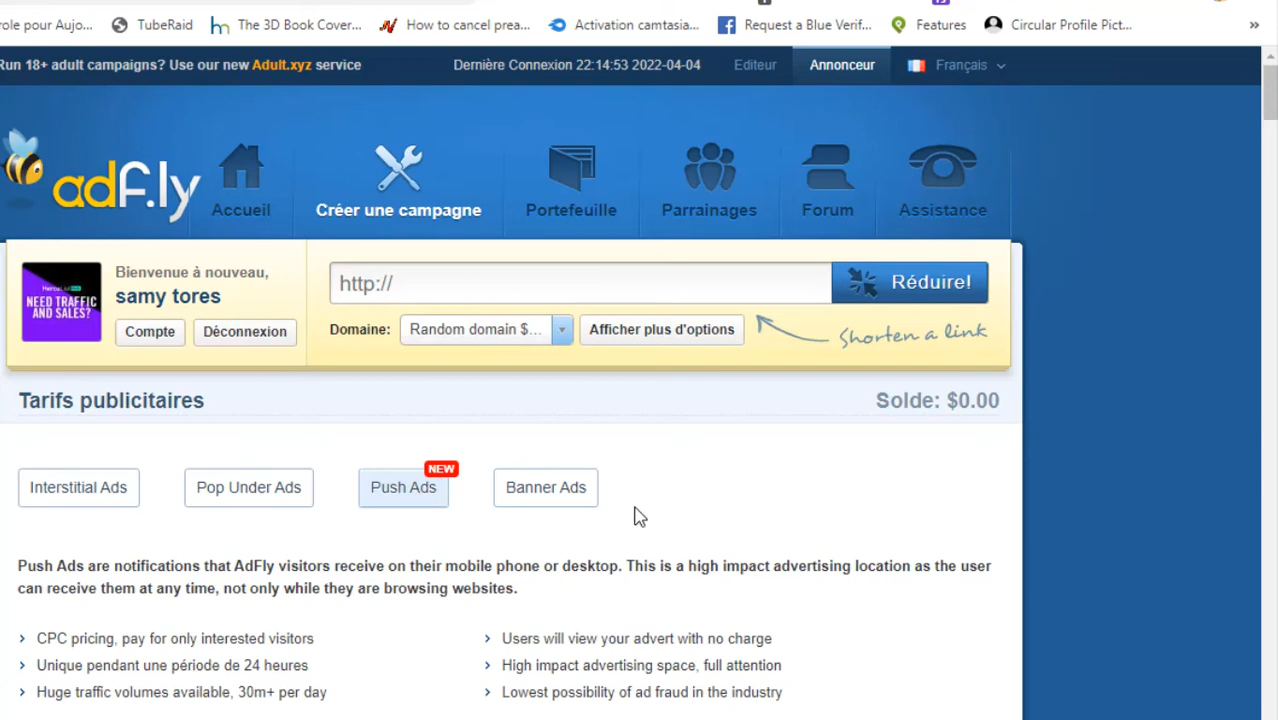 role pour Aujo... TubeRaid The 3D Book Cover... How to cancel prea... Activation camtasia... Request a Blue Verif... Features Circular Profile Pict... »
Run 18+ adult campaigns? Use our new Adult.xyz service Dernière Connexion 22:14:53 2022-04-04 Editeur Annonceur Français
adf.ly
Accueil Créer une campagne Portefeuille Parrainages Forum Assistance
NEED TRAFFIC
AND SALES?
Bienvenue à nouveau,
samy tores
Compte Déconnexion
http:// Réduire!
Domaine: Random domain $... Afficher plus d'options Shorten a link
Tarifs publicitaires Solde: $0.00
Interstitial Ads Pop Under Ads Push Ads NEW Banner Ads
Push Ads are notifications that AdFly visitors receive on their mobile phone or desktop. This is a high impact advertising location as the user
can receive them at any time, not only while they are browsing websites.
CPC pricing, pay for only interested visitors Users will view your advert with no charge
Unique pendant une période de 24 heures High impact advertising space, full attention
Huge traffic volumes available, 30m+ per day Lowest possibility of ad fraud in the industry